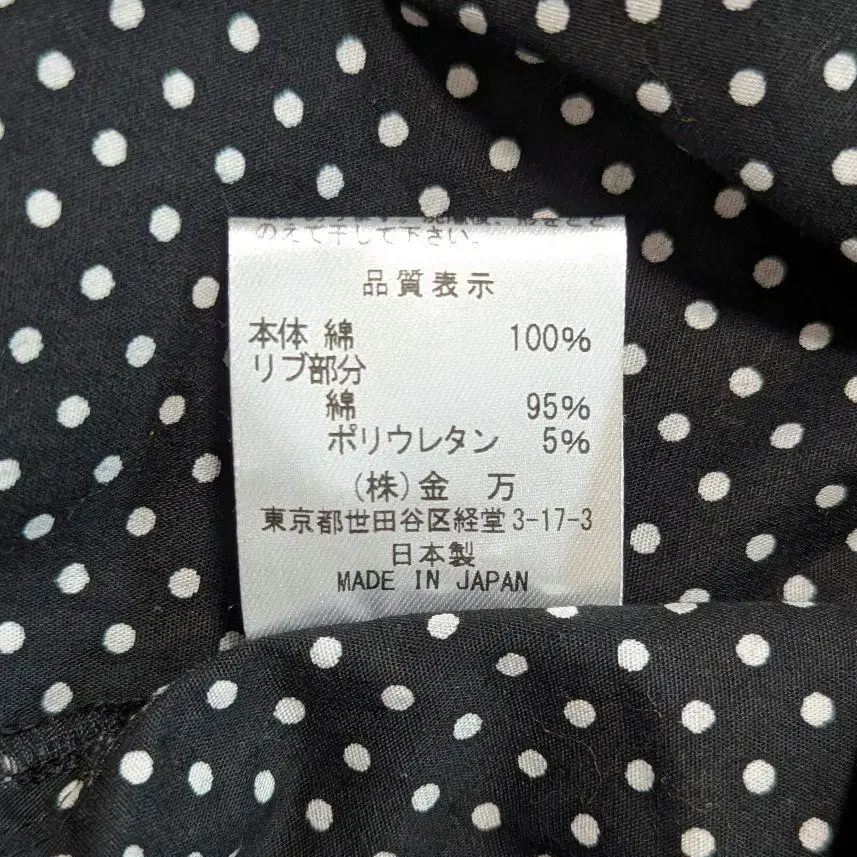 のえて干して下さい。
品質表示
本体 綿 100%
リブ部分
綿 95%
ポリウレタン 5%
(株)金 万
東京都世田谷区経堂3-17-3
日本製
MADE IN JAPAN